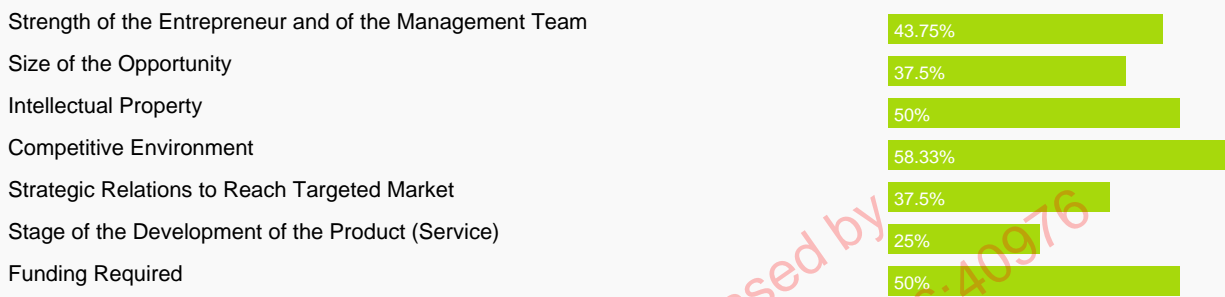 Strength of the Entrepreneur and of the Management Team 43.75%
Size of the Opportunity 37.5%
Intellectual Property 50%
Competitive Environment 58.33%
Strategic Relations to Reach Targeted Market 37.5%
Stage of the Development of the Product (Service) 25%
Funding Required 50%
by
:40976